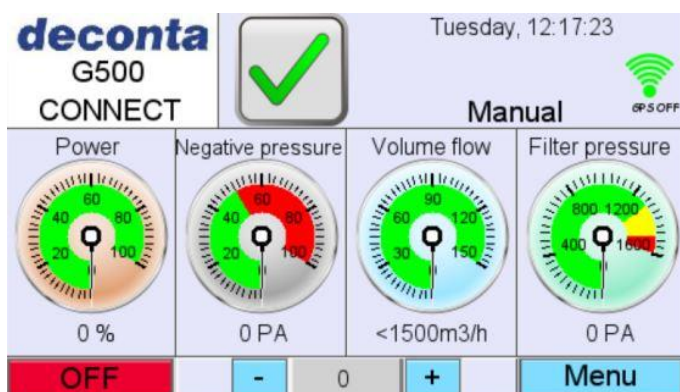 deconta
G500
CONNECT
Tuesday, 12:17:23
Manual
GPS OFF
Power
20 40 60 80 100
0 %
Negative pressure
20 40 60 80 100
0 PA
Volume flow
30 60 90 120 150
<1500m3/h
Filter pressure
400 800 1200 1600
0 PA
OFF
-
0
+
Menu